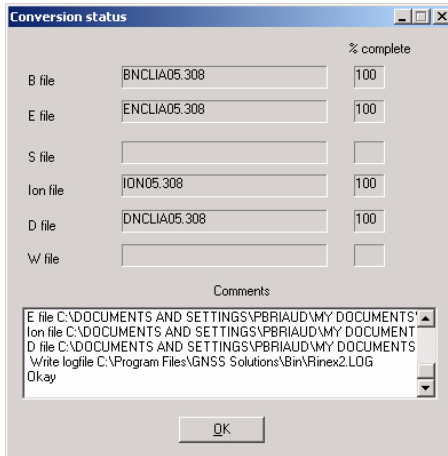 Conversion status
% complete
B file BNCLIA05.308 100
E file ENCLIA05.308 100
S file
Ion file ION05.308 100
D file DNCLIA05.308 100
W file
Comments
E file C:\DOCUMENTS AND SETTINGS\PBRIAUD\MY DOCUMENTS\
Ion file C:\DOCUMENTS AND SETTINGS\PBRIAUD\MY DOCUMENT
D file C:\DOCUMENTS AND SETTINGS\PBRIAUD\MY DOCUMENTS
Write logfile C:\Program Files\GNSS Solutions\Bin\Rinex2.LOG
Okay
OK